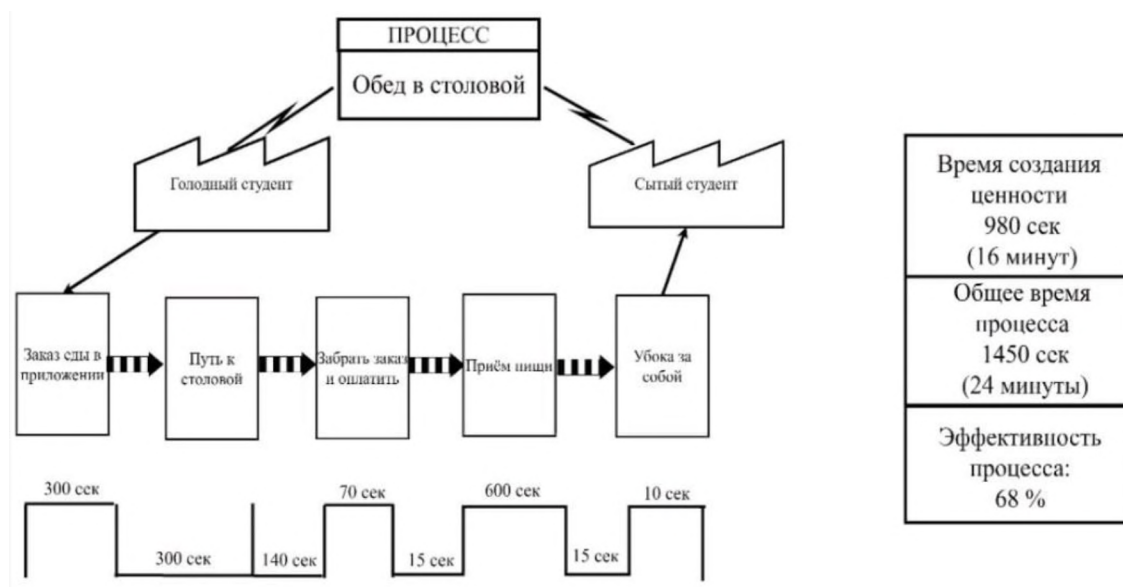 ПРОЦЕСС
Обед в столовой
Голодный студент
Сытый студент
Заказ еды в
приложении
Путь к
столовой
Забрать заказ
и оплатить
Приём пищи
Убока за
собой
300 сек
300 сек
140 сек
70 сек
15 сек
600 сек
15 сек
10 сек
Время создания
ценности
980 сек
(16 минут)
Общее время
процесса
1450 сек
(24 минуты)
Эффективность
процесса:
68 %